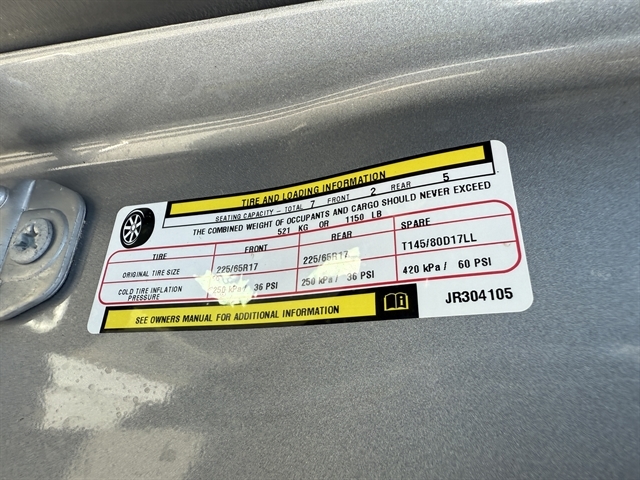 TIRE AND LOADING INFORMATION
SEATING CAPACITY - TOTAL 7 FRONT 2 REAR 5
THE COMBINED WEIGHT OF OCCUPANTS AND CARGO SHOULD NEVER EXCEED
521 KG OR 1150 LB
TIRE FRONT REAR SPARE
ORIGINAL TIRE SIZE 225/65R17 225/65R17 T145/80D17LL
COLD TIRE INFLATION PRESSURE 250 kPa / 36 PSI 250 kPa / 36 PSI 420 kPa / 60 PSI
SEE OWNERS MANUAL FOR ADDITIONAL INFORMATION
JR304105